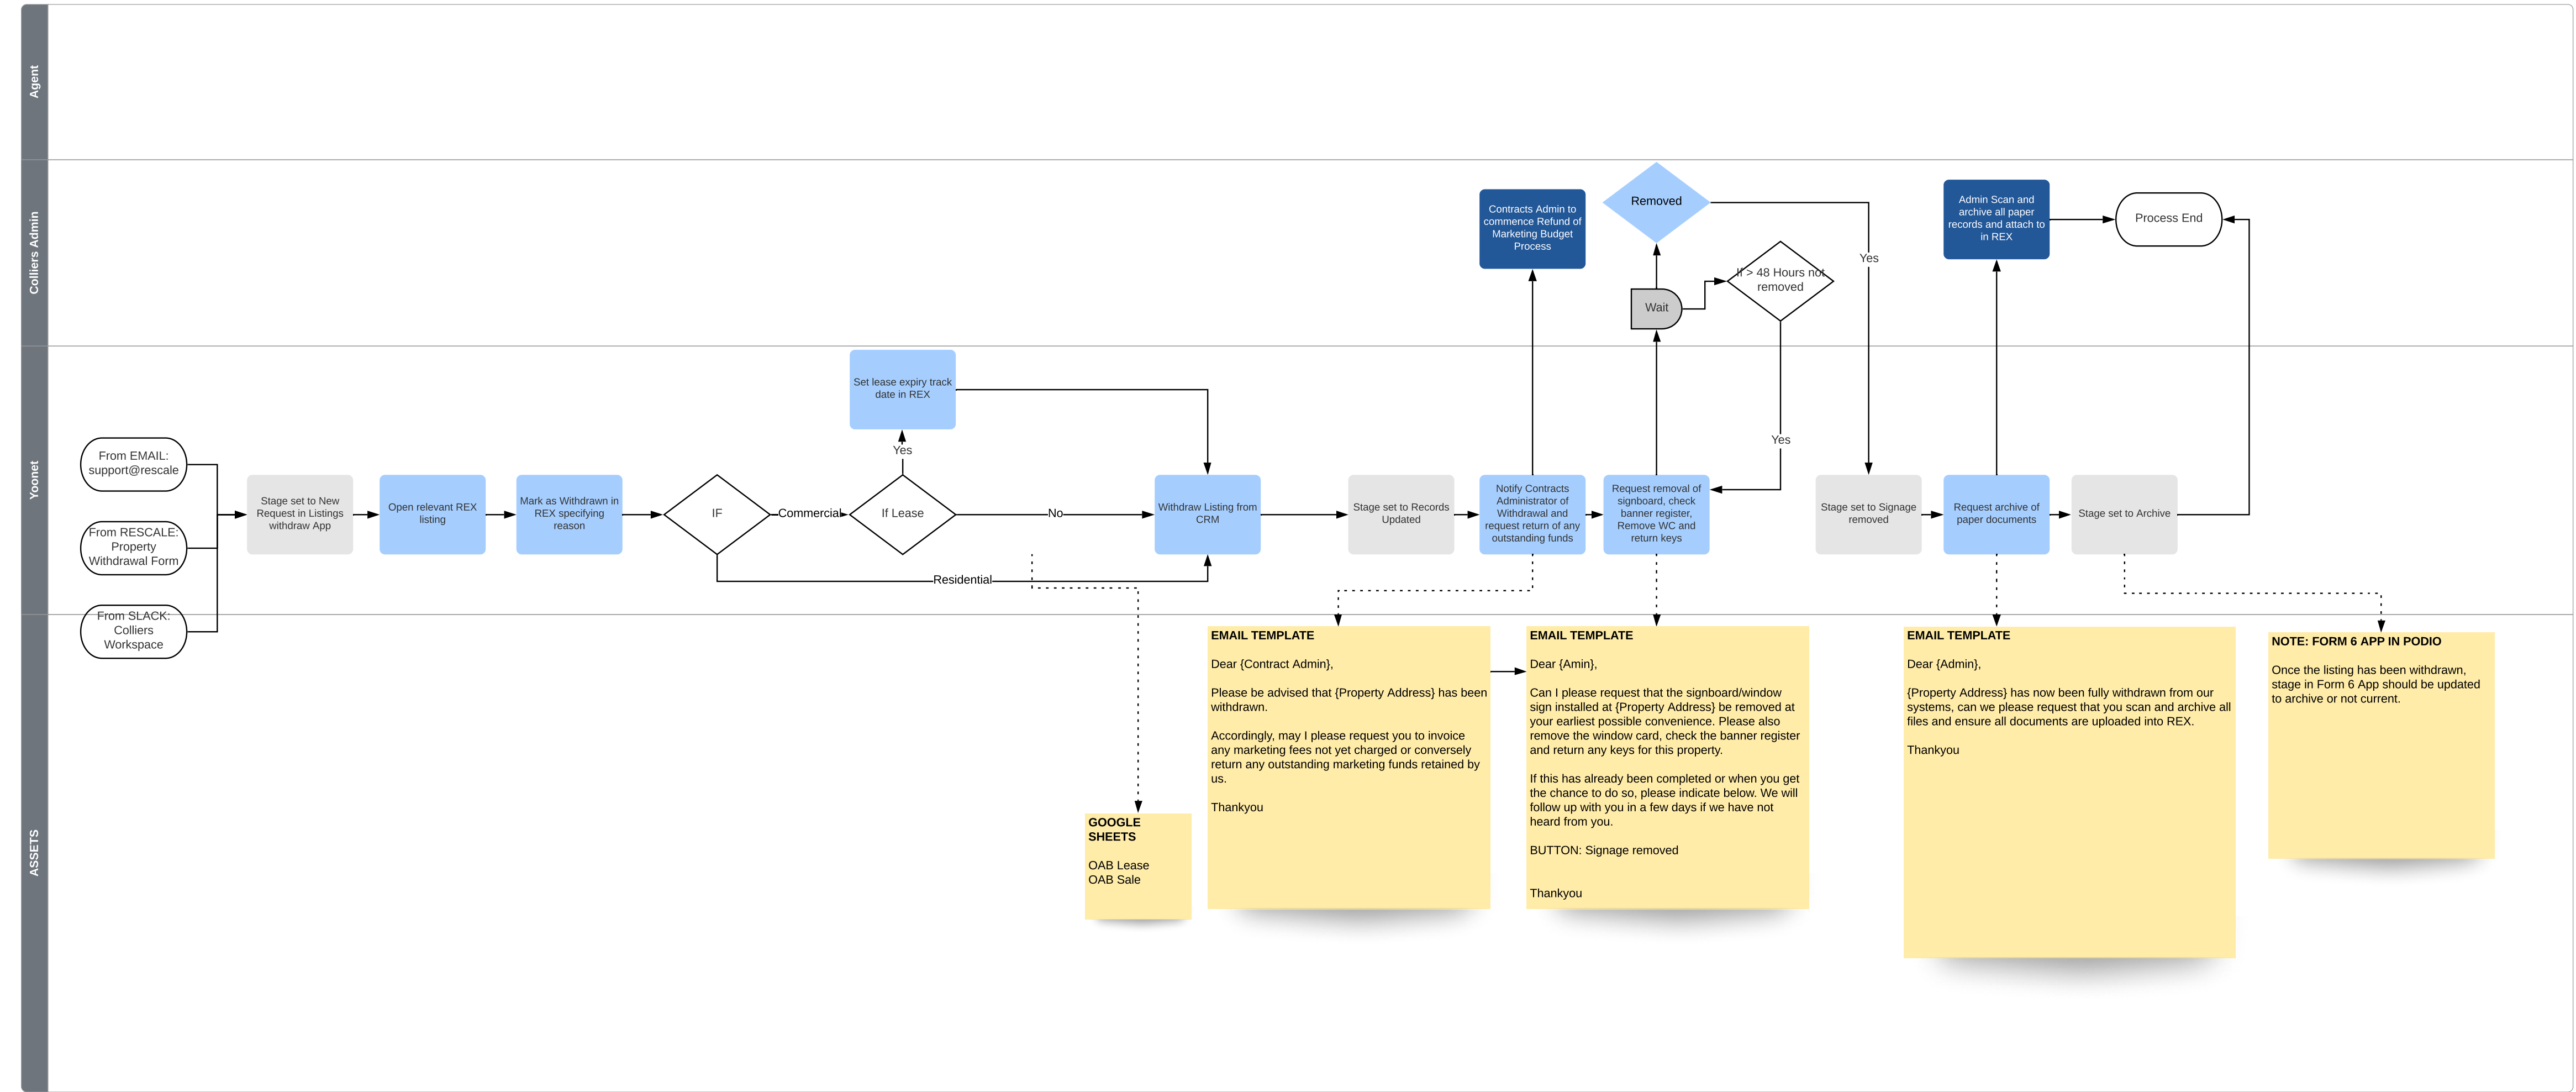 Agent
Colliers Admin
Yoonet
ASSETS
From EMAIL:
support@rescale
From RESCALE:
Property
Withdrawal Form
From SLACK:
Colliers
Workspace
Stage set to New
Request in Listings
withdraw App
Open relevant REX
listing
Mark as Withdrawn in
REX specifying
reason
IF
Commercial
Residential
If Lease
Yes
No
Set lease expiry track
date in REX
Withdraw Listing from
CRM
Stage set to Records
Updated
Notify Contracts
Administrator of
Withdrawal and
request return of any
outstanding funds
Contracts Admin to
commence Refund of
Marketing Budget
Process
Request removal of
signboard, check
banner register,
Remove WC and
return keys
Wait
Removed
If > 48 Hours not
removed
Yes
Yes
Stage set to Signage
removed
Request archive of
paper documents
Admin Scan and
archive all paper
records and attach to
in REX
Stage set to Archive
Process End
GOOGLE
SHEETS
OAB Lease
OAB Sale
EMAIL TEMPLATE
Dear {Contract Admin},
Please be advised that {Property Address} has been
withdrawn.
Accordingly, may I please request you to invoice
any marketing fees not yet charged or conversely
return any outstanding marketing funds retained by
us.
Thankyou
EMAIL TEMPLATE
Dear {Amin},
Can I please request that the signboard/window
sign installed at {Property Address} be removed at
your earliest possible convenience. Please also
remove the window card, check the banner register
and return any keys for this property.
If this has already been completed or when you get
the chance to do so, please indicate below. We will
follow up with you in a few days if we have not
heard from you.
BUTTON: Signage removed
Thankyou
EMAIL TEMPLATE
Dear {Admin},
{Property Address} has now been fully withdrawn from our
systems, can we please request that you scan and archive all
files and ensure all documents are uploaded into REX.
Thankyou
NOTE: FORM 6 APP IN PODIO
Once the listing has been withdrawn,
stage in Form 6 App should be updated
to archive or not current.